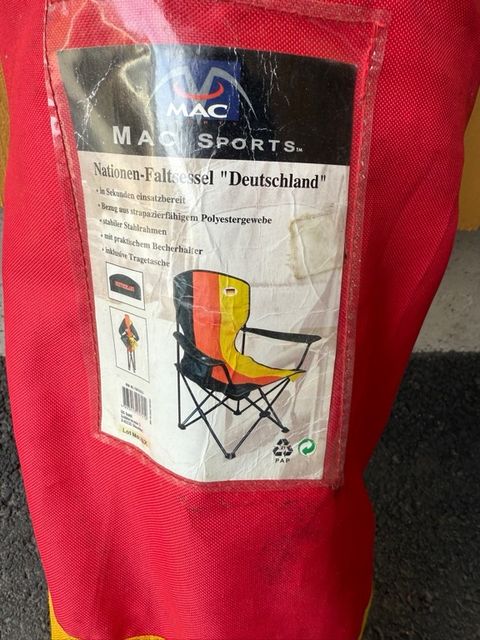 MAC
MAC SPORTS™
Nationen-Faltsessel "Deutschland"
• in Sekunden einsatzbereit
• Bezug aus strapazierfähigem Polyestergewebe
• stabiler Stahlrahmen
• mit praktischem Becherhalter
• inklusive Tragetasche
PAP